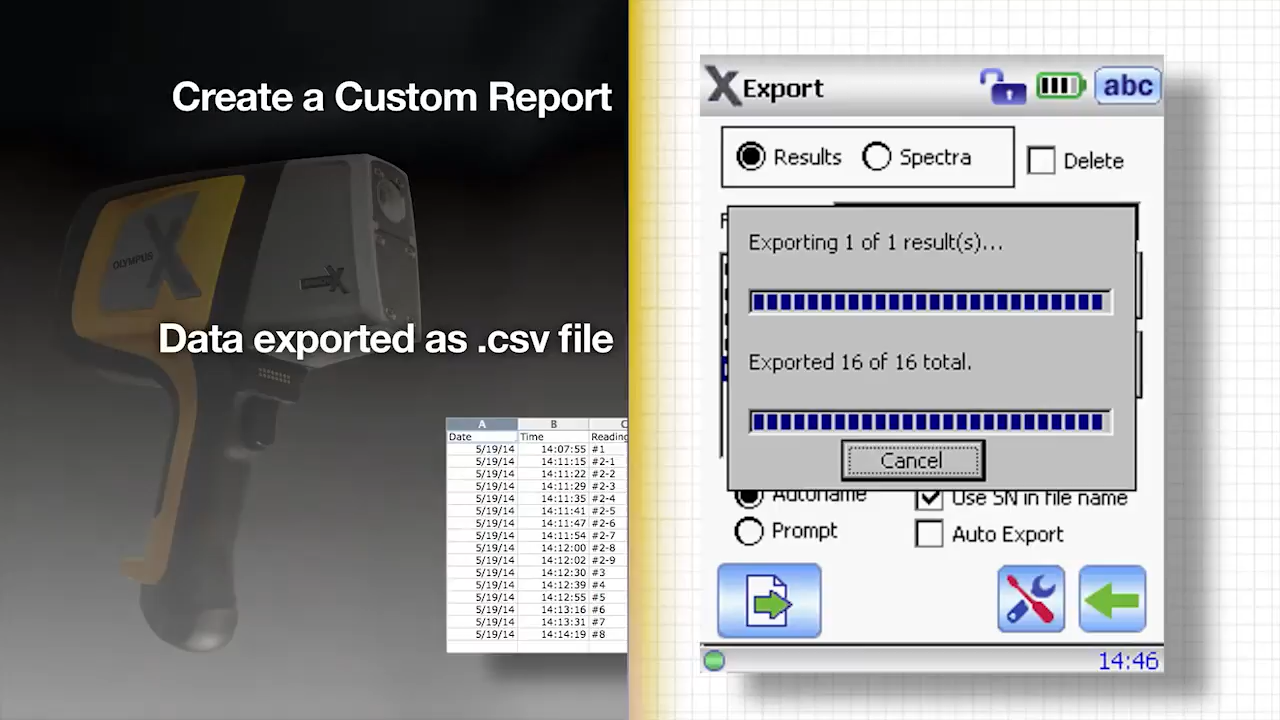 Create a Custom Report
OLYMPUS X
X
Data exported as .csv file
A B C
Date Time Reading
5/19/14 14:07:55 #1
5/19/14 14:11:15 #2-1
5/19/14 14:11:22 #2-2
5/19/14 14:11:29 #2-3
5/19/14 14:11:35 #2-4
5/19/14 14:11:41 #2-5
5/19/14 14:11:47 #2-6
5/19/14 14:11:54 #2-7
5/19/14 14:12:00 #2-8
5/19/14 14:12:02 #2-9
5/19/14 14:12:30 #3
5/19/14 14:12:39 #4
5/19/14 14:12:55 #5
5/19/14 14:13:16 #6
5/19/14 14:13:31 #7
5/19/14 14:14:19 #8
X Export abc
Results Spectra Delete
Exporting 1 of 1 result(s)...
Exported 16 of 16 total.
Cancel
Autoname Use SN in file name
Prompt Auto Export
14:46